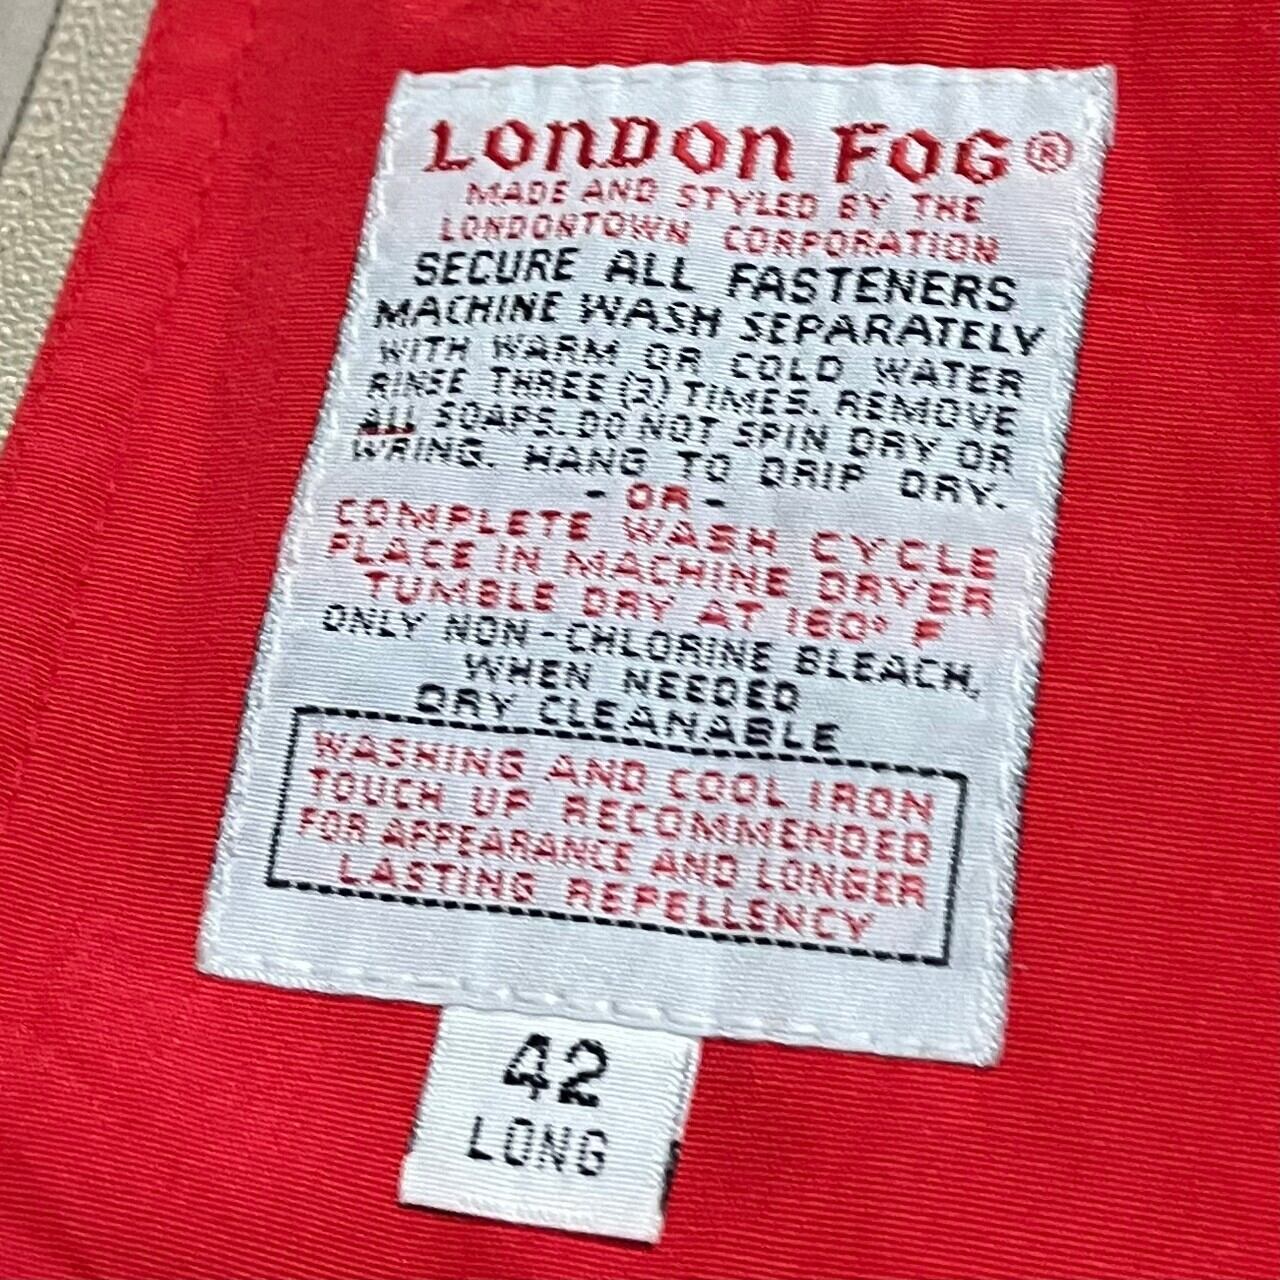 LONDON FOG®
MADE AND STYLED BY THE
LONDONTOWN CORPORATION
SECURE ALL FASTENERS
MACHINE WASH SEPARATELY
WITH WARM OR COLD WATER
RINSE THREE (3) TIMES. REMOVE
ALL SOAPS. DO NOT SPIN DRY OR
WRING. HANG TO DRIP DRY.
- OR -
COMPLETE WASH CYCLE
PLACE IN MACHINE DRYER
TUMBLE DRY AT 160° F
ONLY NON-CHLORINE BLEACH,
WHEN NEEDED
DRY CLEANABLE
WASHING AND COOL IRON
TOUCH UP RECOMMENDED
FOR APPEARANCE AND LONGER
LASTING REPELLENCY
42
LONG